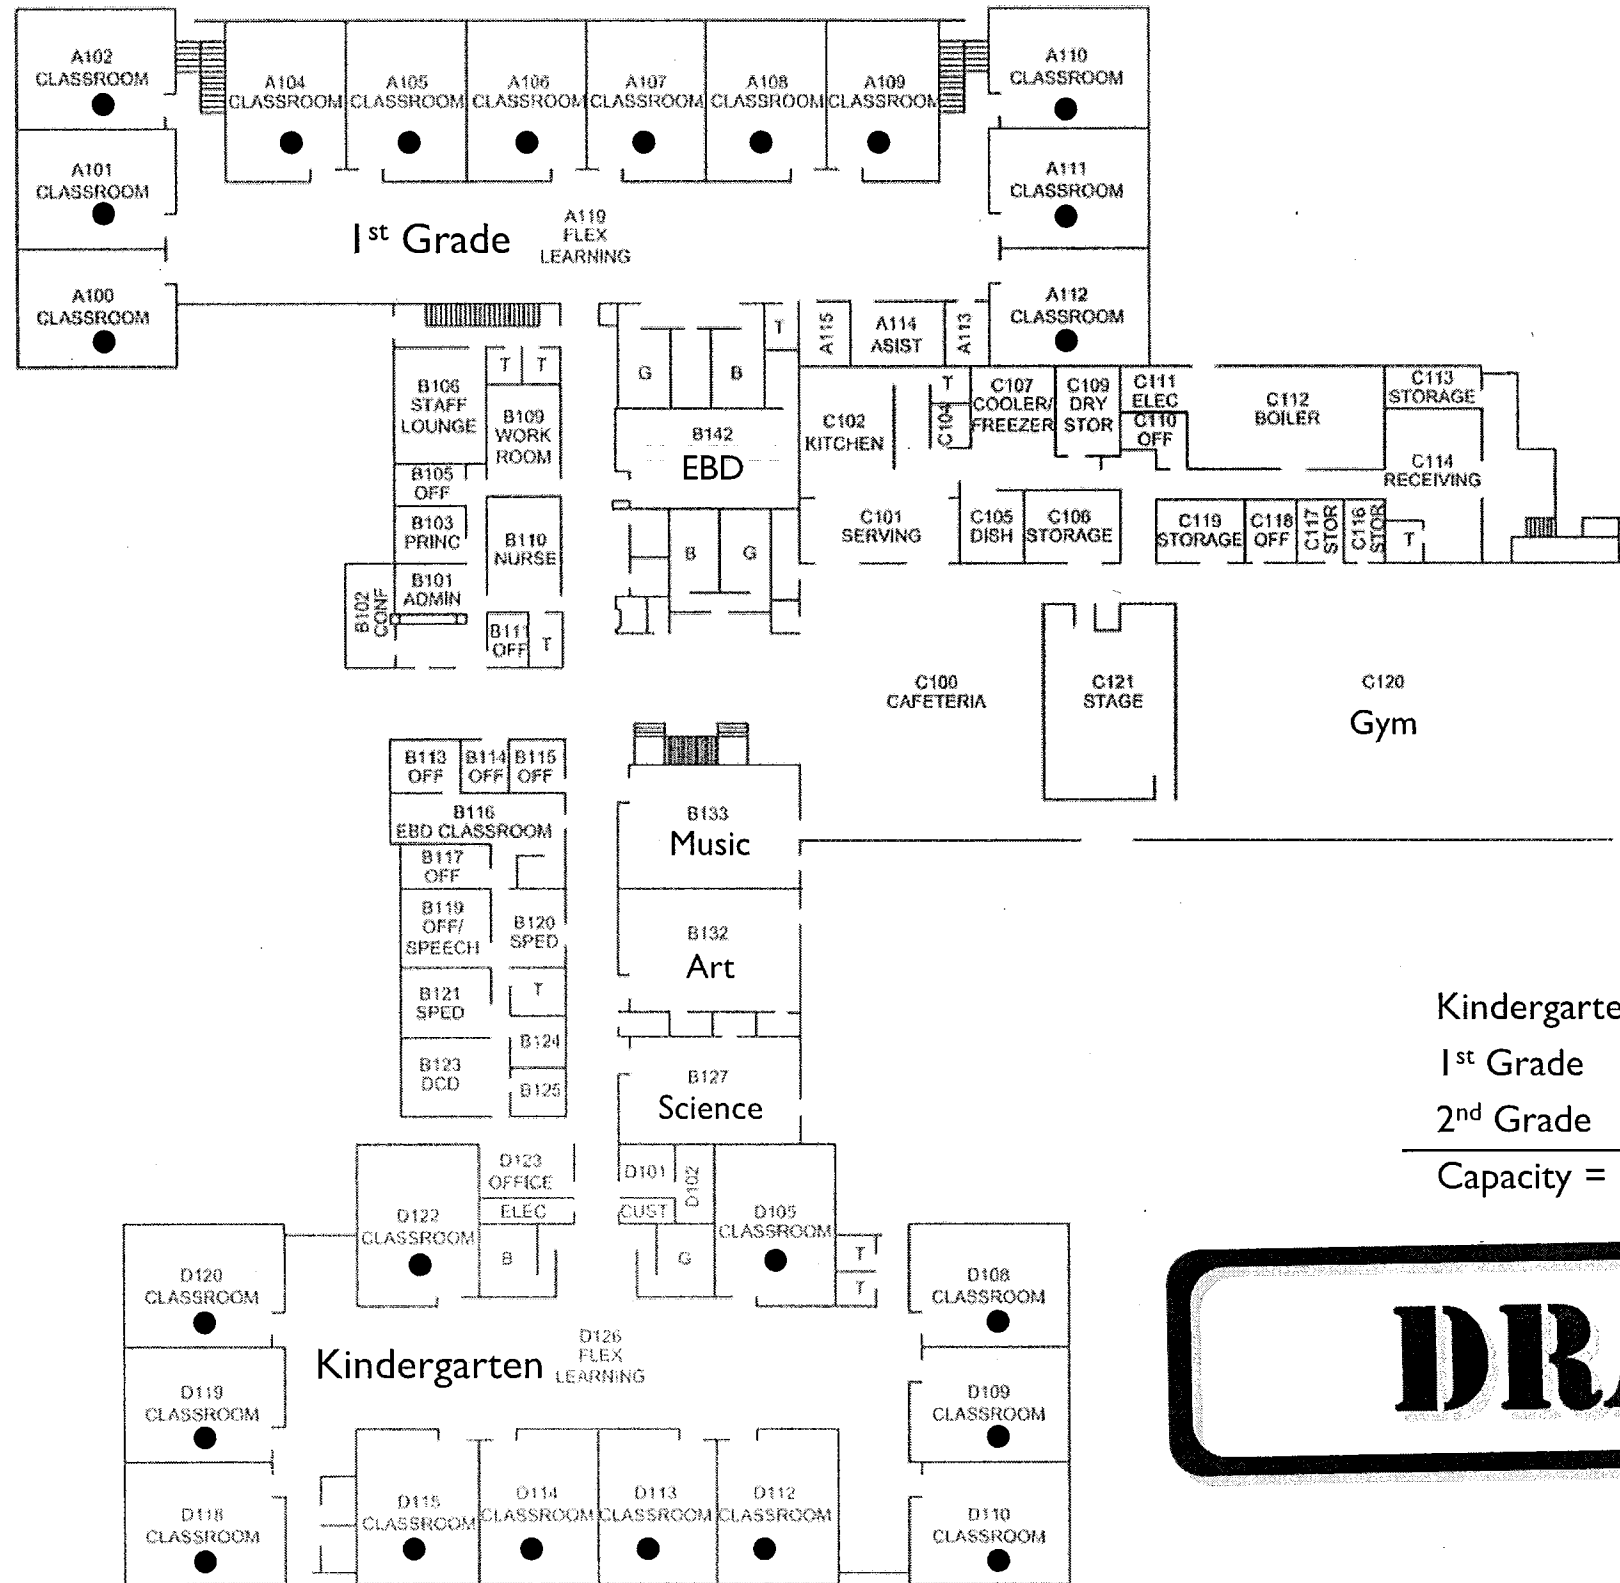 A102
CLASSROOM
A104
CLASSROOM
A105
CLASSROOM
A106
CLASSROOM
A107
CLASSROOM
A108
CLASSROOM
A109
CLASSROOM
A110
CLASSROOM
A101
CLASSROOM
A111
CLASSROOM
1st Grade
A119
FLEX
LEARNING
A100
CLASSROOM
A112
CLASSROOM
T
A115
A114
ASIST
A113
G
B
T
T
B106
STAFF
LOUNGE
B109
WORK
ROOM
B142
EBD
C102
KITCHEN
T
C104
C107
COOLER/
FREEZER
C109
DRY
STOR
C111
ELEC
C110
OFF
C112
BOILER
C113
STORAGE
C114
RECEIVING
B105
OFF
B103
PRINC
B110
NURSE
B
G
C101
SERVING
C105
DISH
C106
STORAGE
C119
STORAGE
C118
OFF
C117
STOR
C116
STOR
T
B101
ADMIN
B102
CONF
B111
OFF
T
C100
CAFETERIA
C121
STAGE
C120
Gym
B113
OFF
B114
OFF
B115
OFF
B116
EBD CLASSROOM
B133
Music
B117
OFF
B119
OFF/
SPEECH
B120
SPED
B132
Art
B121
SPED
T
B124
B123
DCD
B125
B127
Science
Kindergarte
1st Grade
2nd Grade
Capacity =
D123
OFFICE
ELEC
D101
D102
CUST
D122
CLASSROOM
B
G
D105
CLASSROOM
T
T
D120
CLASSROOM
D108
CLASSROOM
Kindergarten
D126
FLEX
LEARNING
D119
CLASSROOM
D109
CLASSROOM
D118
CLASSROOM
D115
CLASSROOM
D114
CLASSROOM
D113
CLASSROOM
D112
CLASSROOM
D110
CLASSROOM
DRA